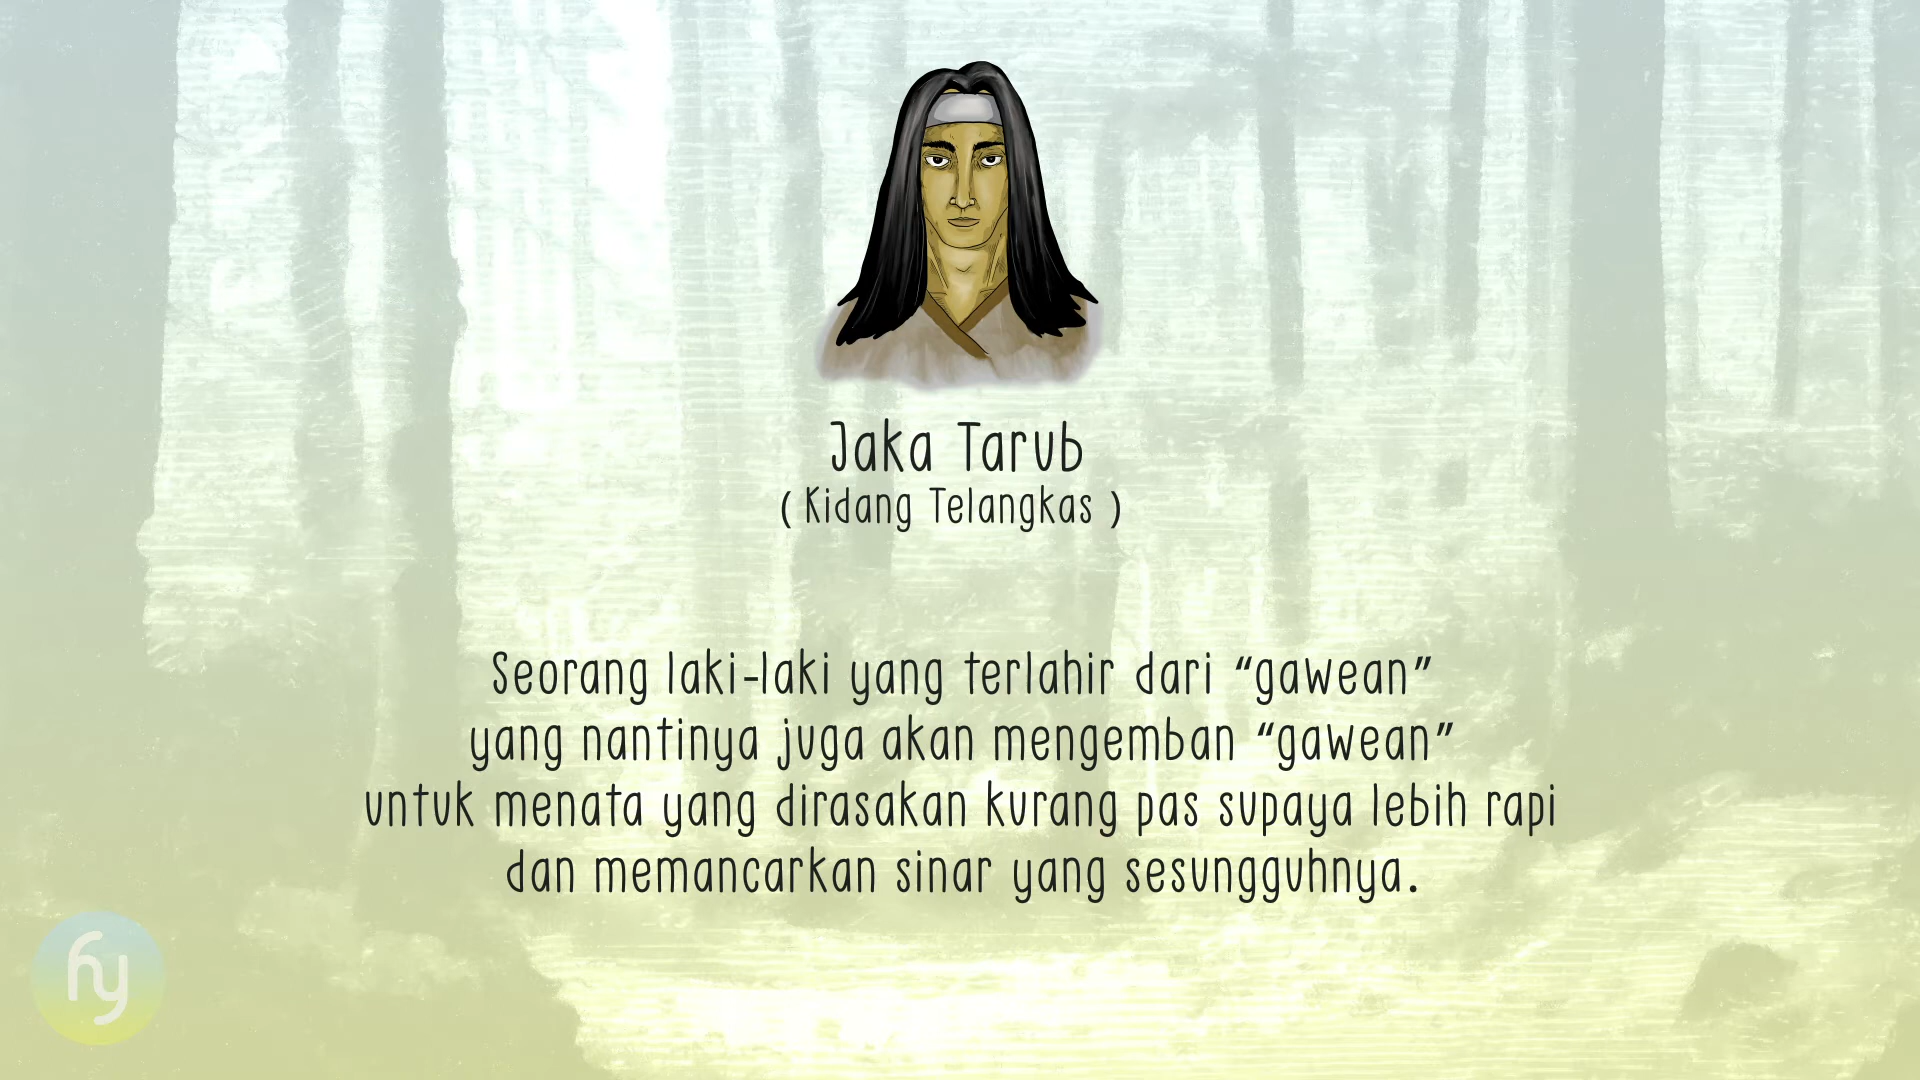 Jaka Tarub
( Kidang Telangkas )
Seorang laki-laki yang terlahir dari “gawean”
yang nantinya juga akan mengemban “gawean”
untuk menata yang dirasakan kurang pas supaya lebih rapi
dan memancarkan sinar yang sesungguhnya.
hy